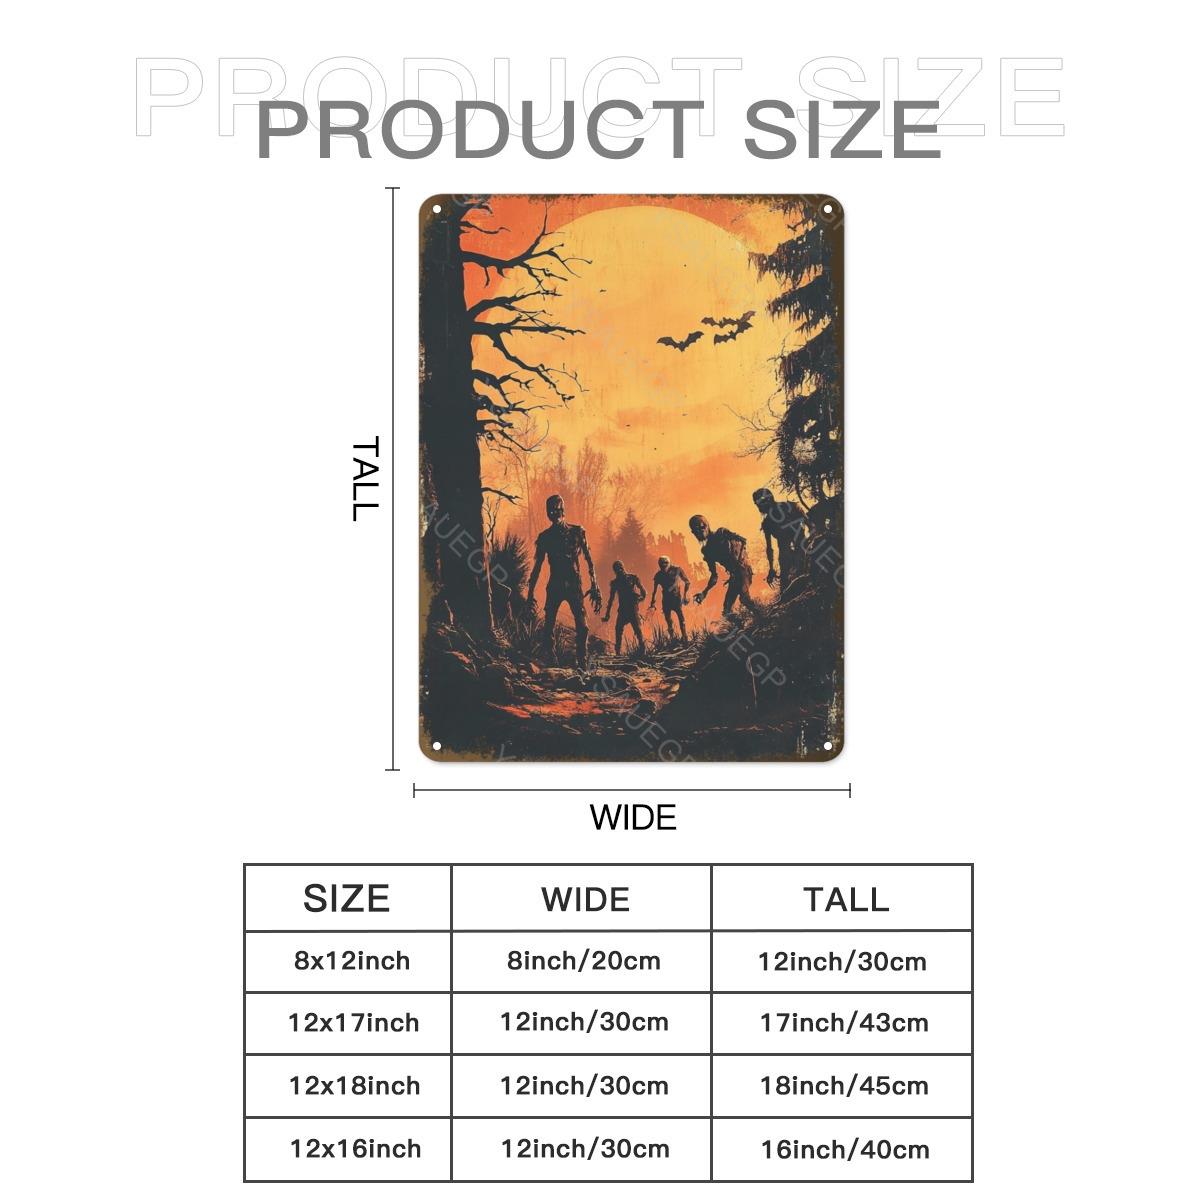 PRODUCT SIZE
PRODUCT SIZE
TALL
YSAUEGP
WIDE
SIZE WIDE TALL
8x12inch 8inch/20cm 12inch/30cm
12x17inch 12inch/30cm 17inch/43cm
12x18inch 12inch/30cm 18inch/45cm
12x16inch 12inch/30cm 16inch/40cm